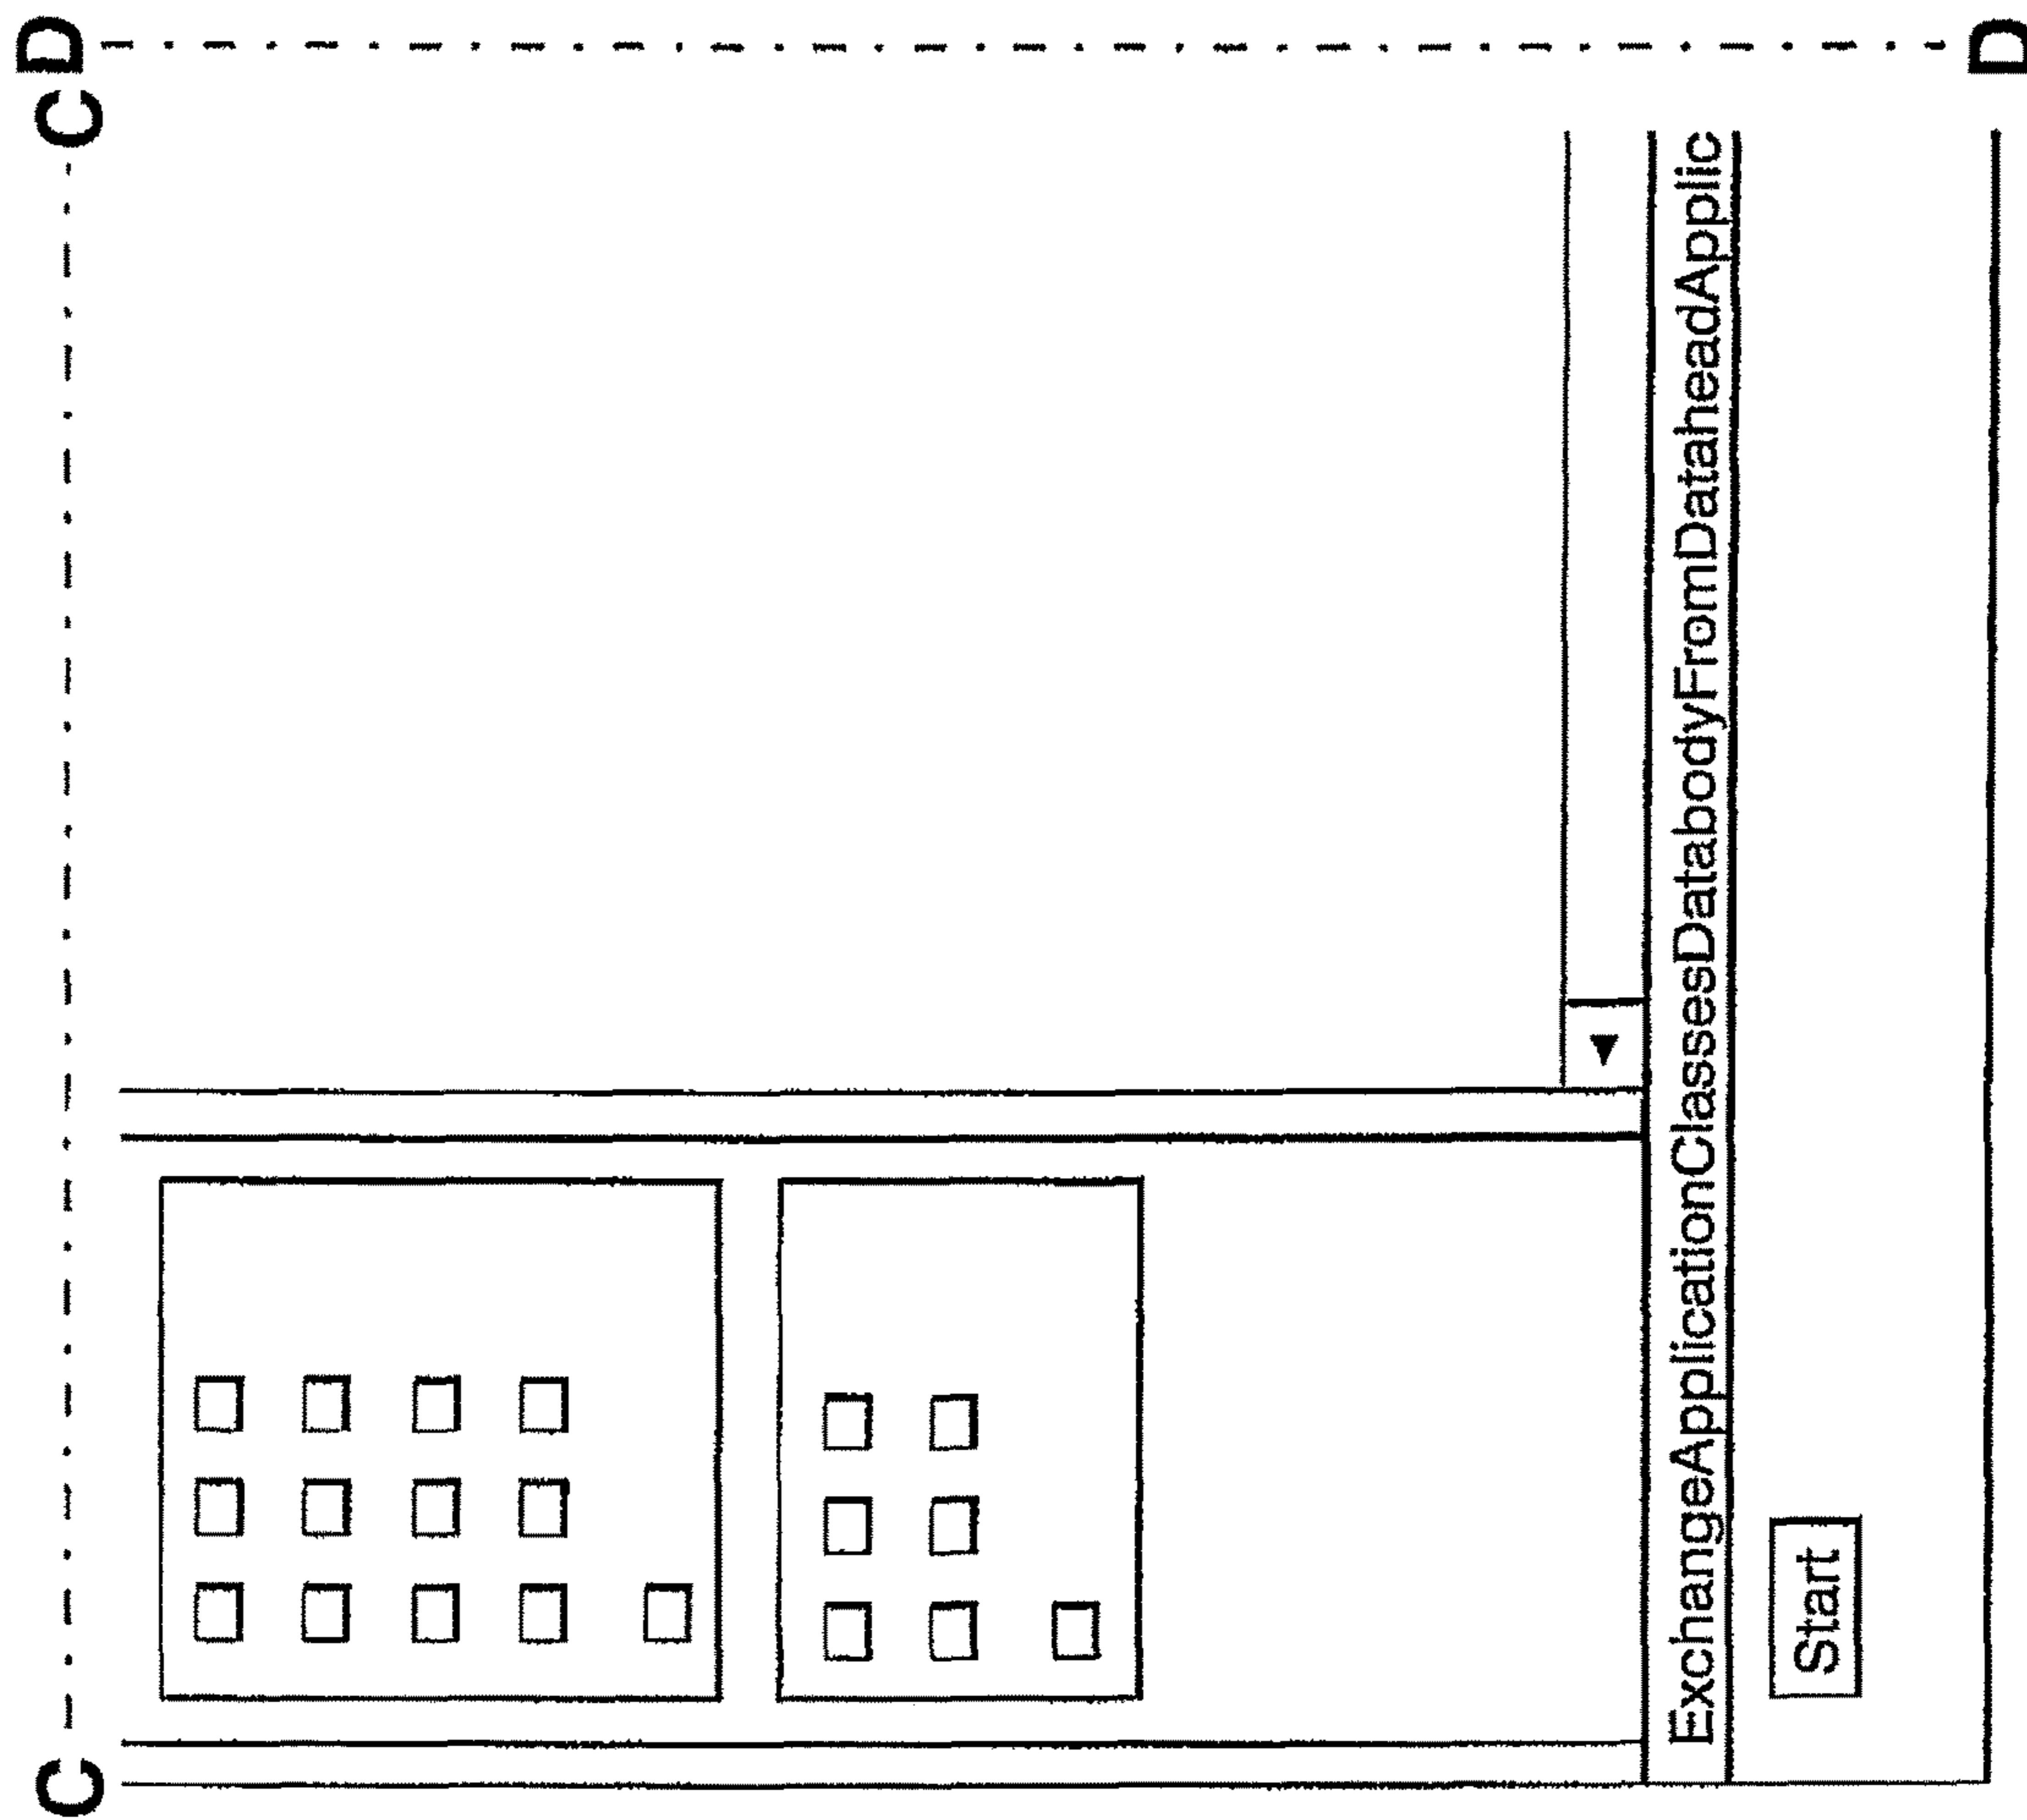 C C D
ExchangeApplicationClassesDatabodyFromDataheadApplic
Start
D